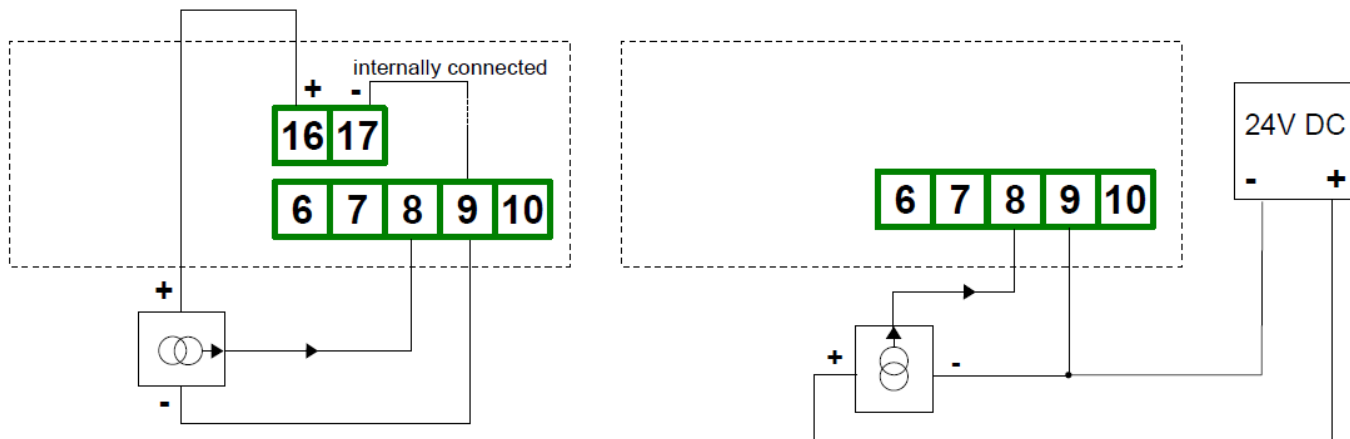 internally connected
+ -
16 17
6 7 8 9 10
+
-
24V DC
- +
6 7 8 9 10
+ -